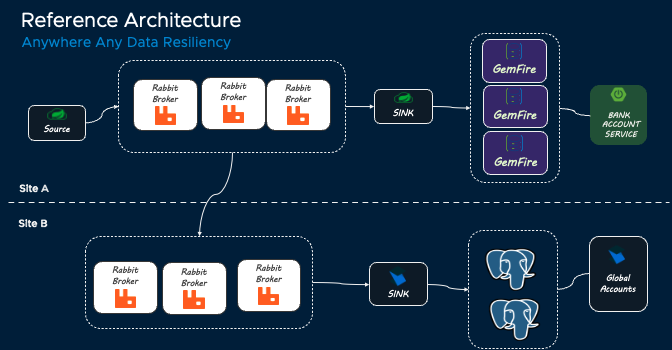 Reference Architecture
Anywhere Any Data Resiliency
Rabbit
Broker
Rabbit
Broker
Rabbit
Broker
Source
SINK
GemFire
GemFire
GemFire
BANK
ACCOUNT
SERVICE
Site A
Site B
Rabbit
Broker
Rabbit
Broker
Rabbit
Broker
SINK
Global
Accounts